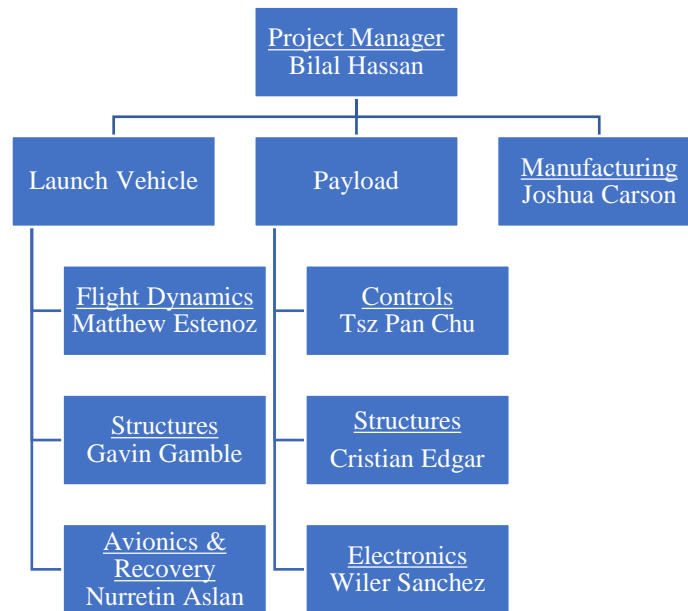 Project Manager
Bilal Hassan
Launch Vehicle
Payload
Manufacturing
Joshua Carson
Flight Dynamics
Matthew Estenoz
Controls
Tsz Pan Chu
Structures
Gavin Gamble
Structures
Cristian Edgar
Avionics &
Recovery
Nurretin Aslan
Electronics
Wiler Sanchez